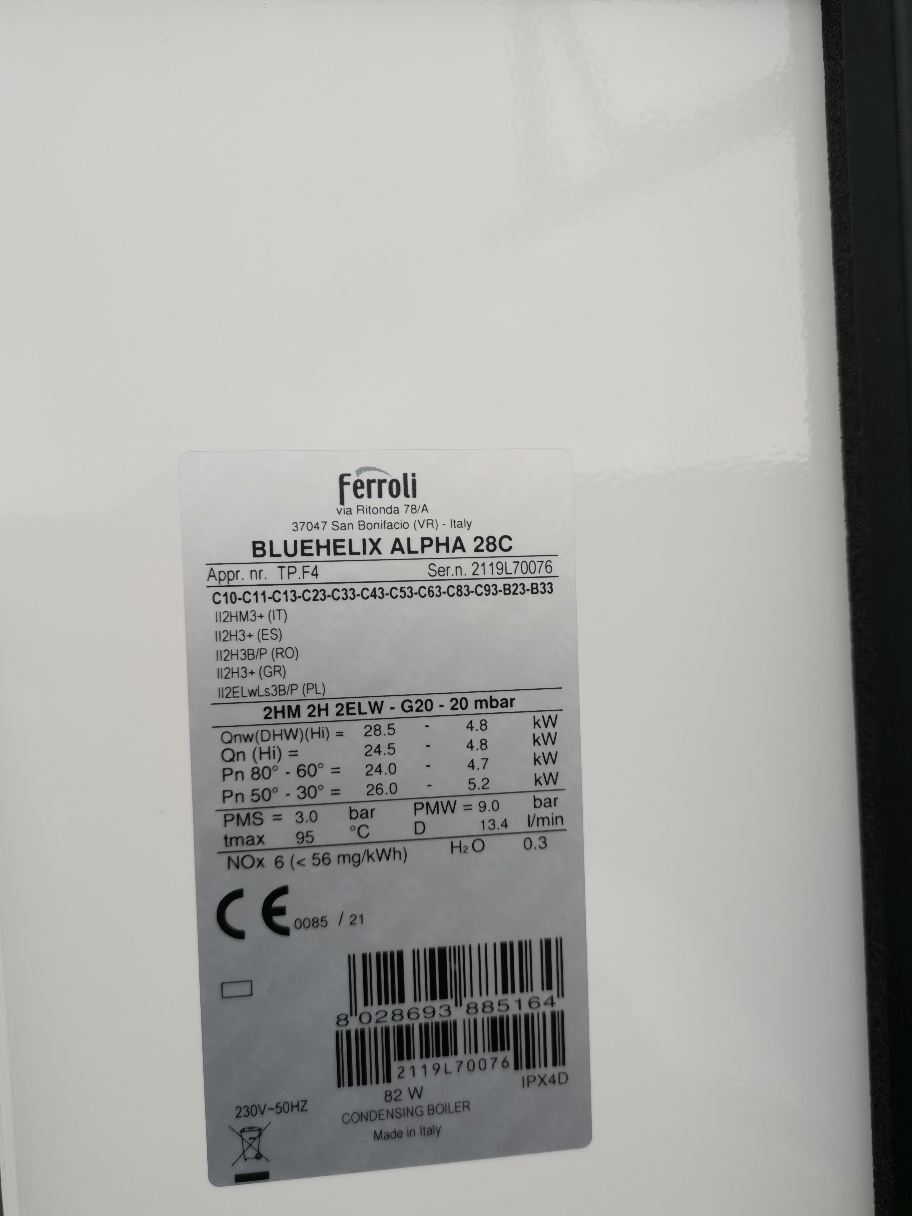 ferroli
via Ritonda 78/A
37047 San Bonifacio (VR) - Italy
BLUEHELIX ALPHA 28C
Appr. nr. TP.F4 Ser.n. 2119L70076
C10-C11-C13-C23-C33-C43-C53-C63-C83-C93-B23-B33
II2HM3+ (IT)
II2H3+ (ES)
II2H3B/P (RO)
II2H3+ (GR)
II2ELwLs3B/P (PL)
2HM 2H 2ELW - G20 - 20 mbar
Qnw(DHW)(Hi) = 28.5 - 4.8 kW
Qn (Hi) = 24.5 - 4.8 kW
Pn 80° - 60° = 24.0 - 4.7 kW
Pn 50° - 30° = 26.0 - 5.2 kW
PMS = 3.0 bar PMW = 9.0 bar
tmax 95 °C D 13.4 l/min
NOx 6 (< 56 mg/kWh) H₂O 0.3
CE 0085 / 21
8 028693 885164
2119L70076
82 W IPX4D
230V~50HZ CONDENSING BOILER
Made in Italy